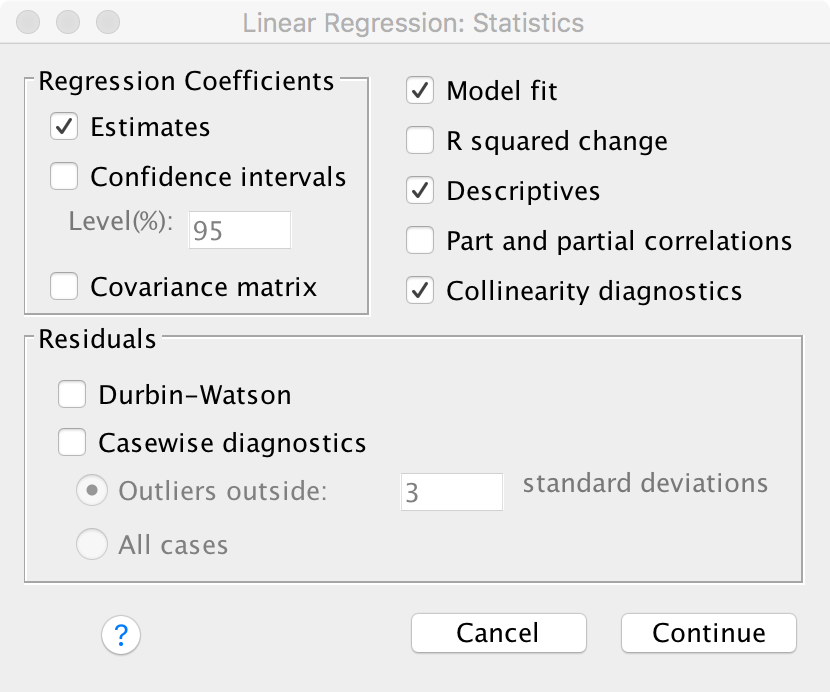 Linear Regression: Statistics
Regression Coefficients
Estimates
Confidence intervals
Level(%): 95
Covariance matrix
Model fit
R squared change
Descriptives
Part and partial correlations
Collinearity diagnostics
Residuals
Durbin-Watson
Casewise diagnostics
Outliers outside: 3 standard deviations
All cases
? Cancel Continue